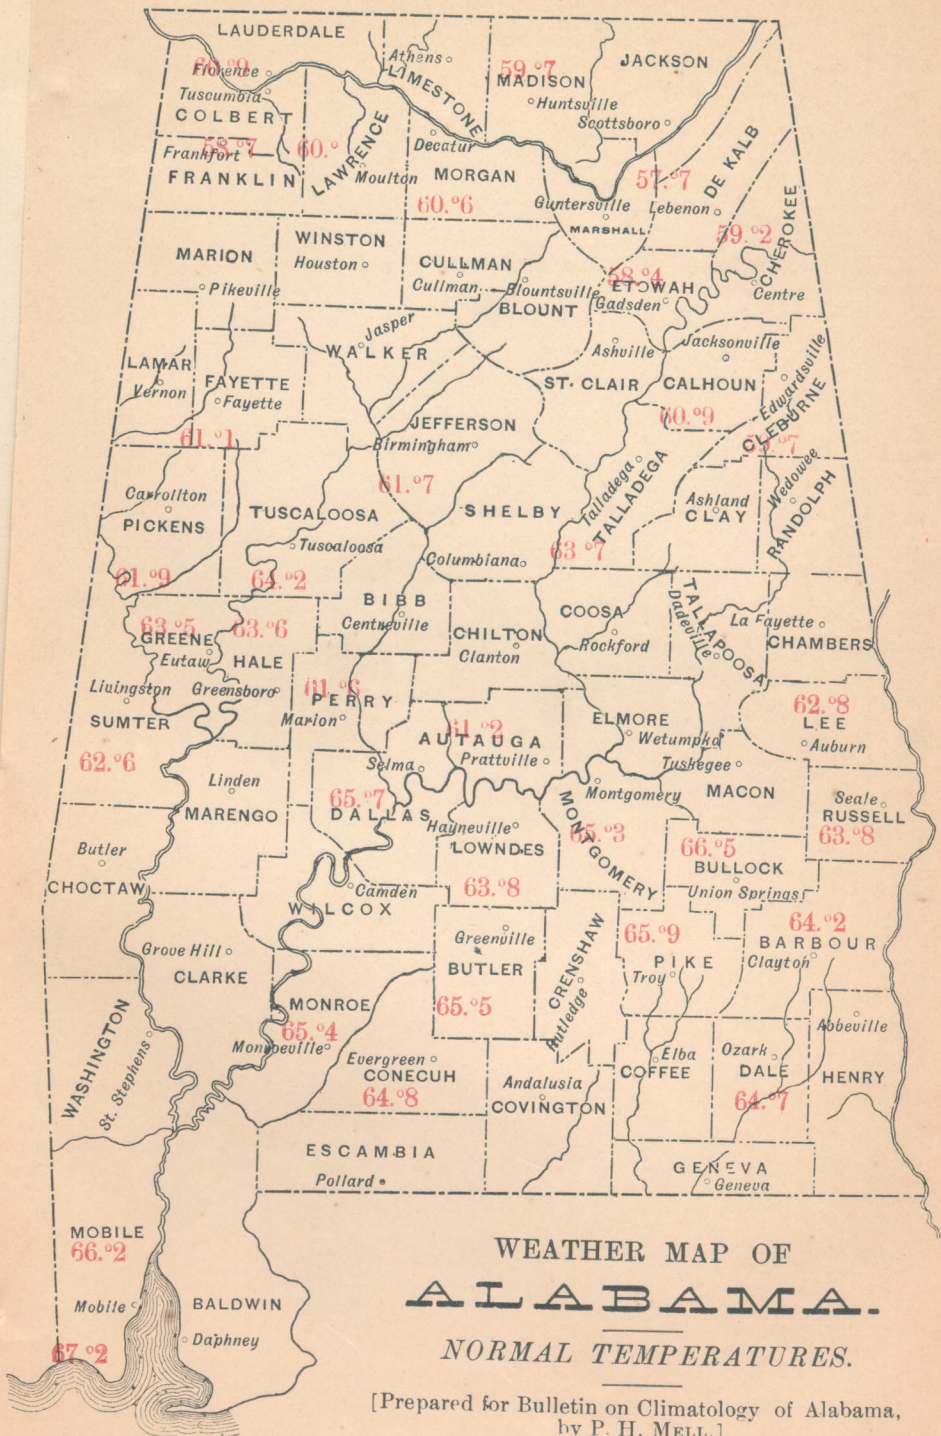 LAUDERDALE
Athens
JACKSON
LIMESTONE
59.°7
MADISON
Florence
Tuscumbia
Huntsville
COLBERT
Scottsboro
Decatur
LAWRENCE
DE KALB
Frankfort
58.°7
60.°
FRANKLIN
Moulton
MORGAN
57.°7
60.°6
Guntersville
Lebenon
MARSHALL
CHEROKEE
59.°2
MARION
WINSTON
Houston
CULLMAN
Cullman
58.°4
ETOWAH
Pikeville
Blountsville
Gadsden
Centre
BLOUNT
Jasper
WALKER
Ashville
Jacksonville
Edwardsville
LAMAR
Vernon
FAYETTE
Fayette
ST. CLAIR
CALHOUN
CLEBURNE
60.°9
JEFFERSON
61.°1
Birmingham
59.°7
61.°7
Talladega
TALLADEGA
Wedowee
RANDOLPH
Carrollton
PICKENS
Ashland
CLAY
TUSCALOOSA
SHELBY
Tuscaloosa
Columbiana
63.°7
61.°9
64.°2
BIBB
Centreville
COOSA
TALLAPOOSA
Dadeville
La Fayette
63.°5
63.°6
GREENE
CHILTON
Rockford
CHAMBERS
Eutaw
HALE
Clanton
Livingston
Greensboro
61.°6
PERRY
62.°8
SUMTER
Marion
61.°2
ELMORE
LEE
AUTAUGA
Wetumpka
Auburn
62.°6
Selma
Prattville
Tuskegee
Linden
65.°7
Montgomery
MACON
Seale
MARENGO
DALLAS
Hayneville
MONTGOMERY
RUSSELL
65.°3
63.°8
Butler
LOWNDES
66.°5
BULLOCK
CHOCTAW
Camden
63.°8
Union Springs
WILCOX
64.°2
Grove Hill
Greenville
CRENSHAW
65.°9
BARBOUR
CLARKE
BUTLER
PIKE
Clayton
Troy
WASHINGTON
MONROE
65.°5
Rutledge
65.°4
Abbeville
St. Stephens
Monroeville
Evergreen
Elba
Ozark
CONECUH
COFFEE
DALE
HENRY
64.°8
Andalusia
64.°7
COVINGTON
ESCAMBIA
GENEVA
Pollard
Geneva
MOBILE
66.°2
Mobile
BALDWIN
Daphney
67.°2
WEATHER MAP OF
ALABAMA.
NORMAL TEMPERATURES.
[Prepared for Bulletin on Climatology of Alabama,
by P. H. MELL.]